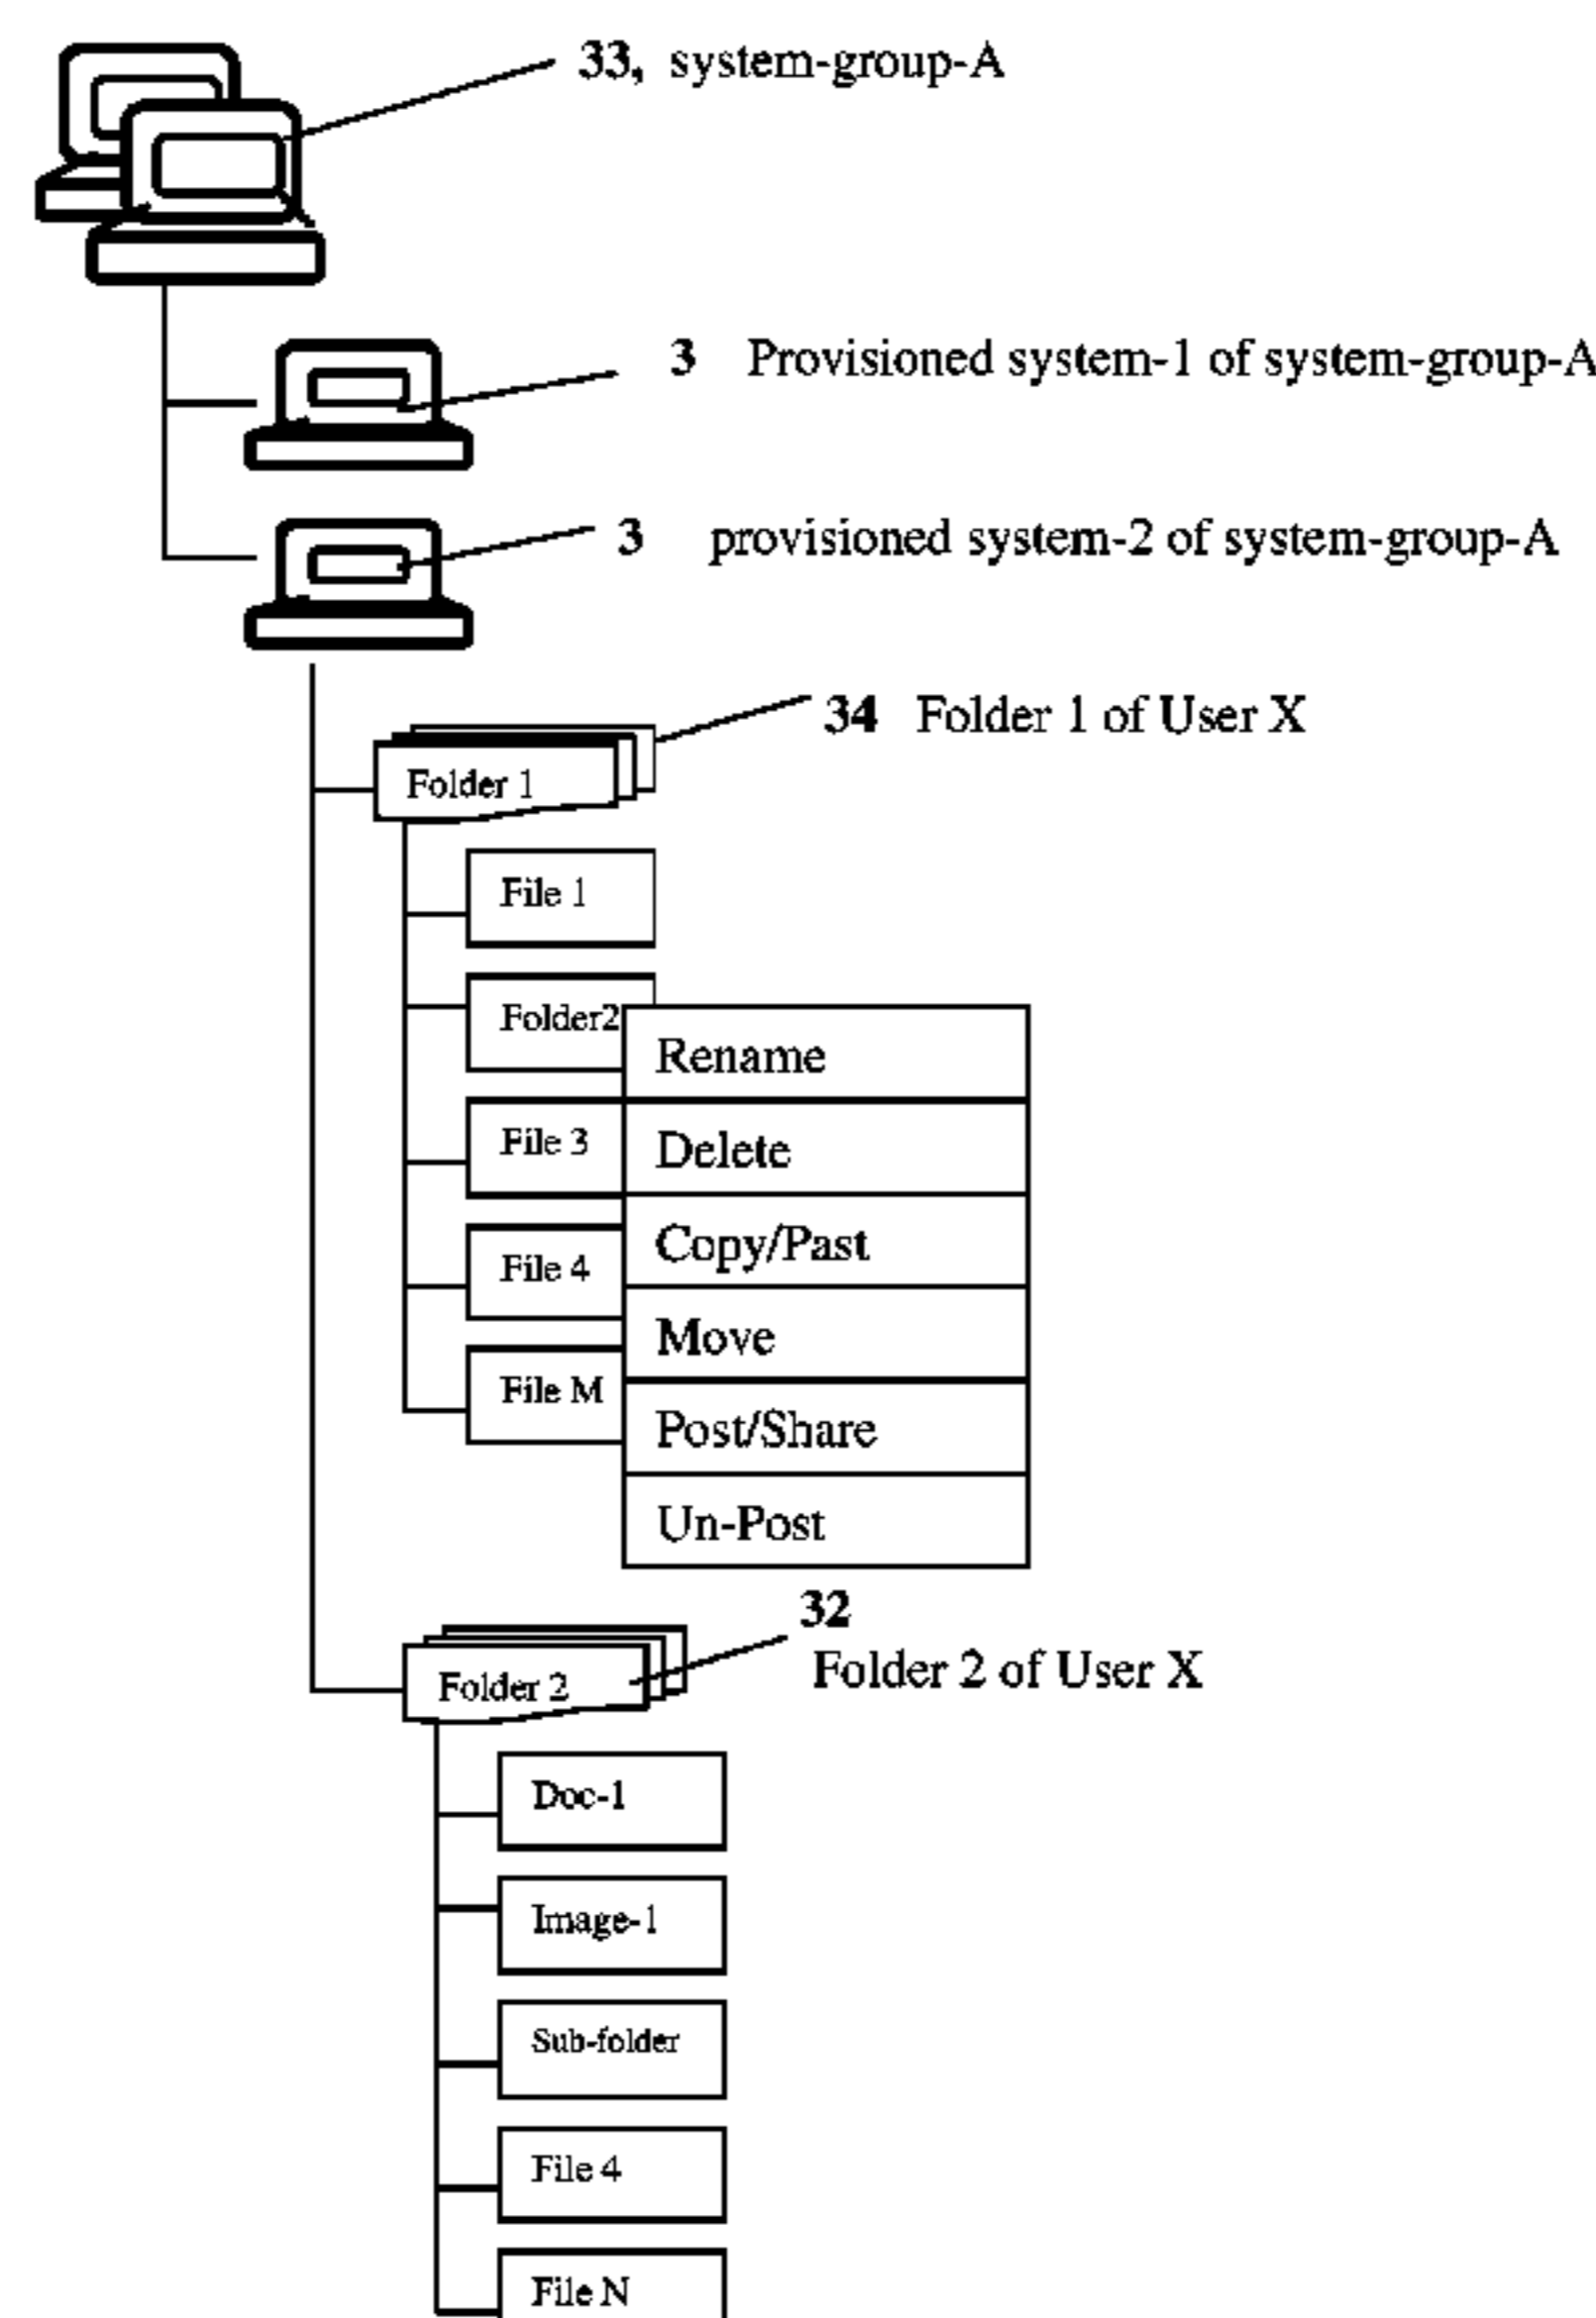 33, system-group-A
3 Provisioned system-1 of system-group-A
3 provisioned system-2 of system-group-A
34 Folder 1 of User X
Folder 1
File 1
Folder2
Rename
File 3
Delete
Copy/Past
File 4
Move
File M
Post/Share
Un-Post
32
Folder 2 of User X
Folder 2
Doc-1
Image-1
Sub-folder
File 4
File N